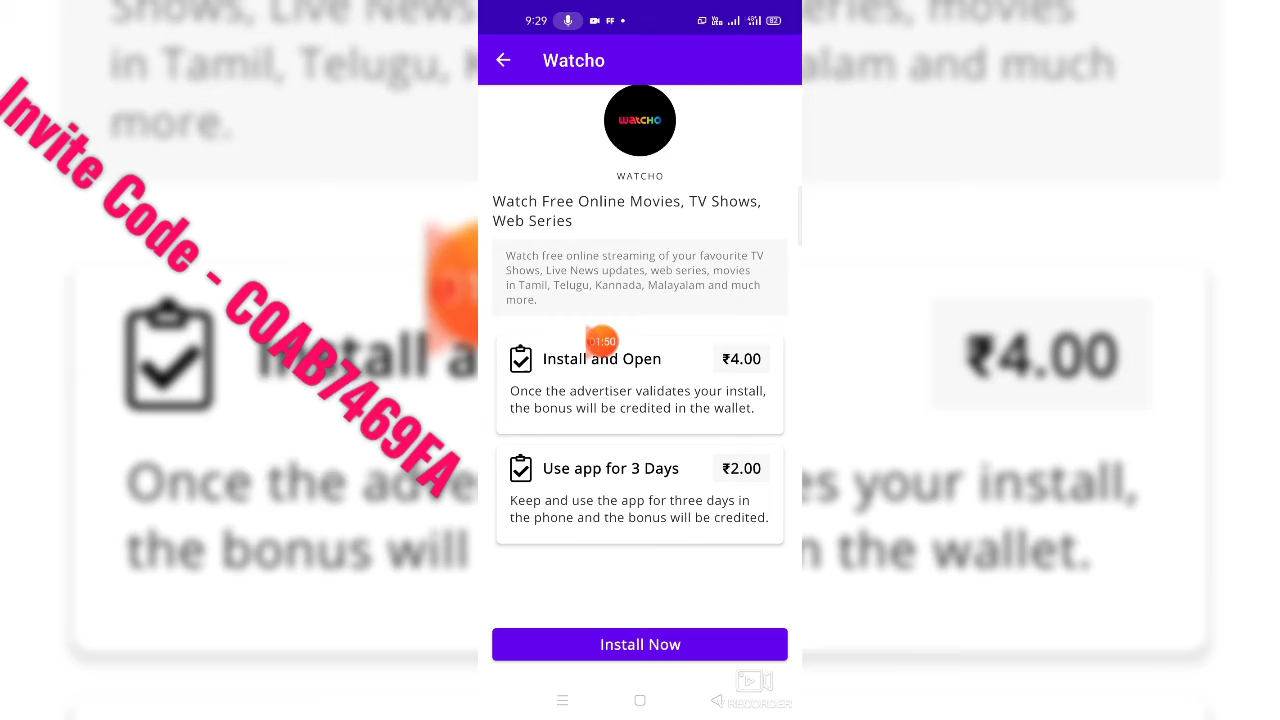 9:29
FF
82
Watcho
WATCHO
WATCHO
Watch Free Online Movies, TV Shows,
Web Series
Watch free online streaming of your favourite TV
Shows, Live News updates, web series, movies
in Tamil, Telugu, Kannada, Malayalam and much
more.
01:50
Install and Open ₹4.00
Once the advertiser validates your install,
the bonus will be credited in the wallet.
Use app for 3 Days ₹2.00
Keep and use the app for three days in
the phone and the bonus will be credited.
Install Now
RECORDER
Invite Code - COAB7469FA
Shows, Live News
eries, movies
in Tamil, Telugu, K
alam and much
more.
Install a
₹4.00
Once the adve
es your install,
the bonus will
n the wallet.